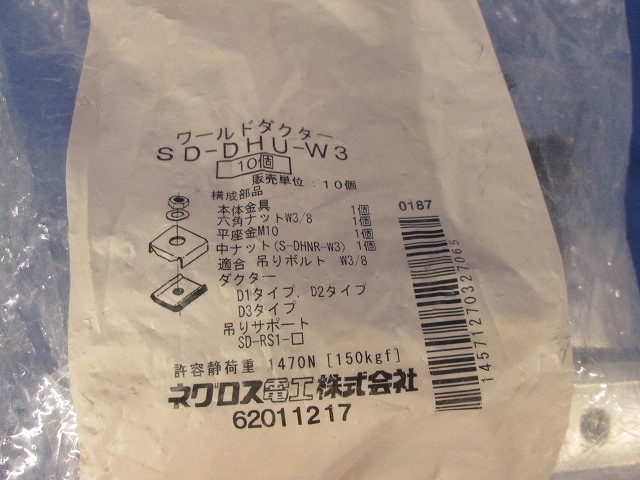 ワールドダクター
SD-DHU-W3
10個
販売単位：10個
構成部品
本体金具 1個
六角ナットW3/8 1個
平座金M10 1個
中ナット(S-DHNR-W3) 1個
適合 吊りボルト W3/8
ダクター
D1タイプ、D2タイプ
D3タイプ
吊りサポート
SD-RS1-□
許容静荷重 1470N [150kgf]
ネグロス電工株式会社
62011217
0187
14571270327065